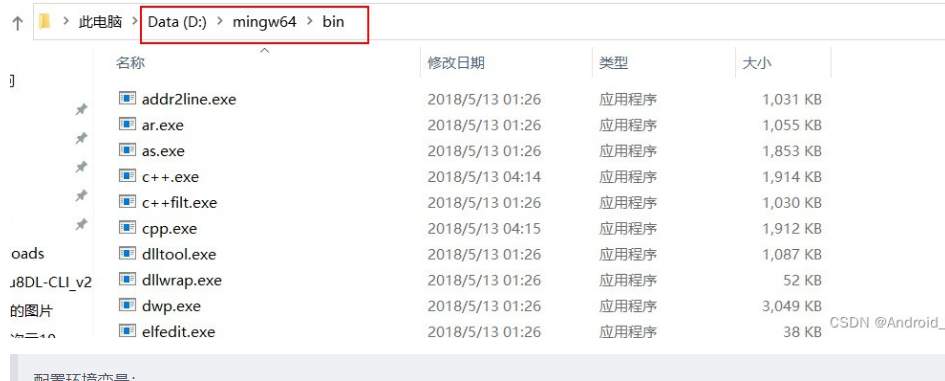 此电脑 Data (D:) mingw64 bin
名称 修改日期 类型 大小
addr2line.exe 2018/5/13 01:26 应用程序 1,031 KB
ar.exe 2018/5/13 01:26 应用程序 1,055 KB
as.exe 2018/5/13 01:26 应用程序 1,853 KB
c++.exe 2018/5/13 04:14 应用程序 1,914 KB
c++filt.exe 2018/5/13 01:26 应用程序 1,030 KB
cpp.exe 2018/5/13 04:15 应用程序 1,912 KB
oads dlltool.exe 2018/5/13 01:26 应用程序 1,087 KB
u8DL-CLI_v2 dllwrap.exe 2018/5/13 01:26 应用程序 52 KB
的图片 dwp.exe 2018/5/13 01:26 应用程序 3,049 KB
elfedit.exe 2018/5/13 01:26 应用程序 38 KB
CSDN @Android_
配置环境变量: